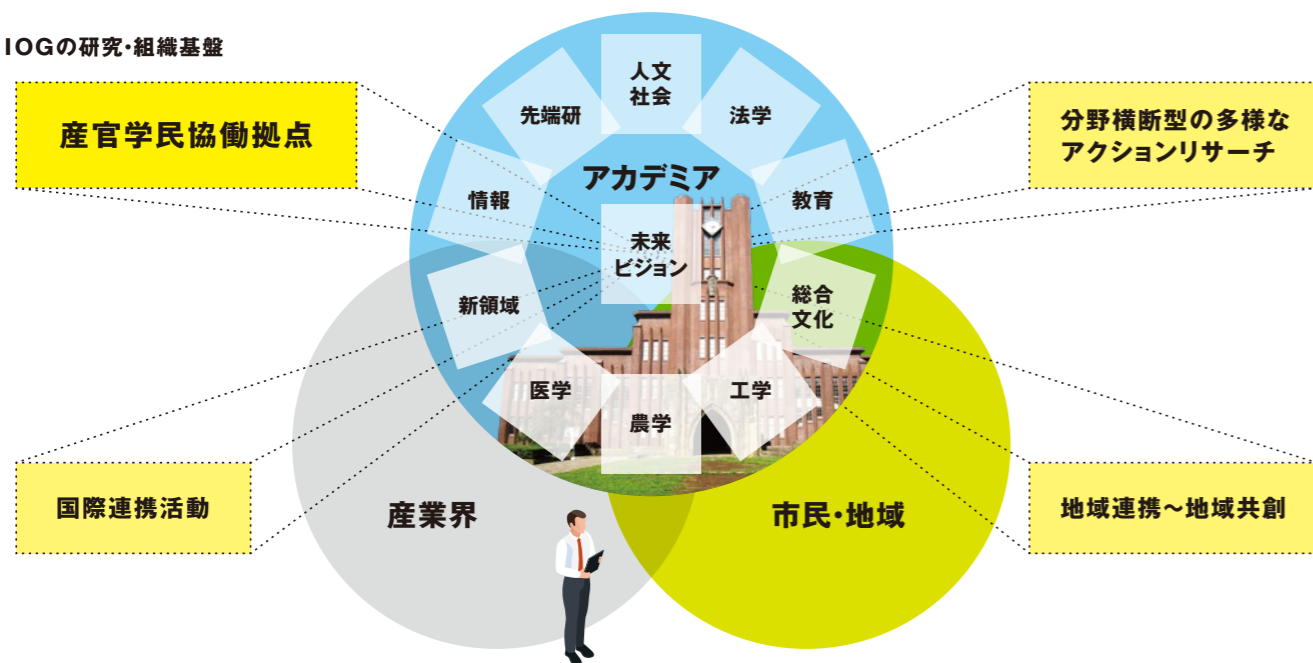 IOGの研究・組織基盤
産官学民協働拠点
分野横断型の多様な
アクションリサーチ
人文
社会
先端研
法学
アカデミア
情報
教育
未来
ビジョン
新領域
総合
文化
医学
工学
農学
国際連携活動
産業界
市民・地域
地域連携〜地域共創